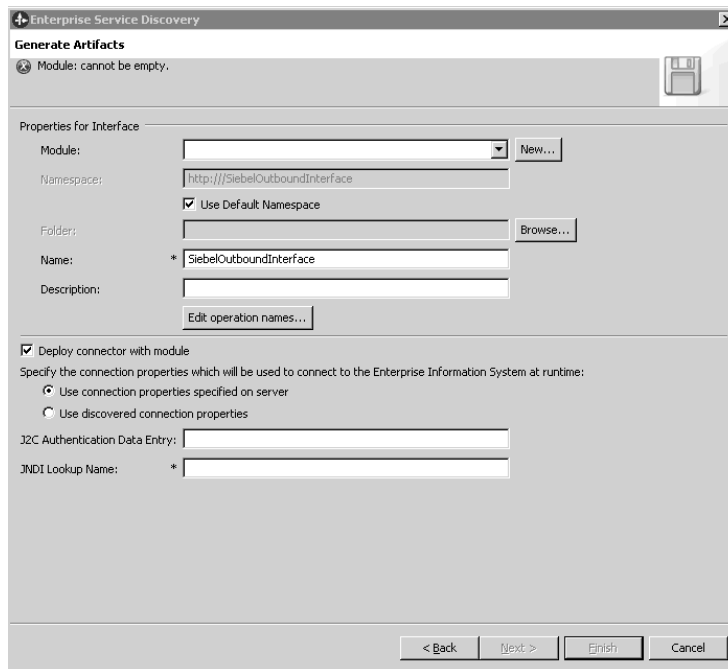 Enterprise Service Discovery
Generate Artifacts
Module: cannot be empty.
Properties for Interface
Module:
New...
Namespace:
http:///SiebelOutboundInterface
Use Default Namespace
Folder:
Browse...
Name: * SiebelOutboundInterface
Description:
Edit operation names...
Deploy connector with module
Specify the connection properties which will be used to connect to the Enterprise Information System at runtime:
Use connection properties specified on server
Use discovered connection properties
J2C Authentication Data Entry:
JNDI Lookup Name: *
< Back Next > Finish Cancel